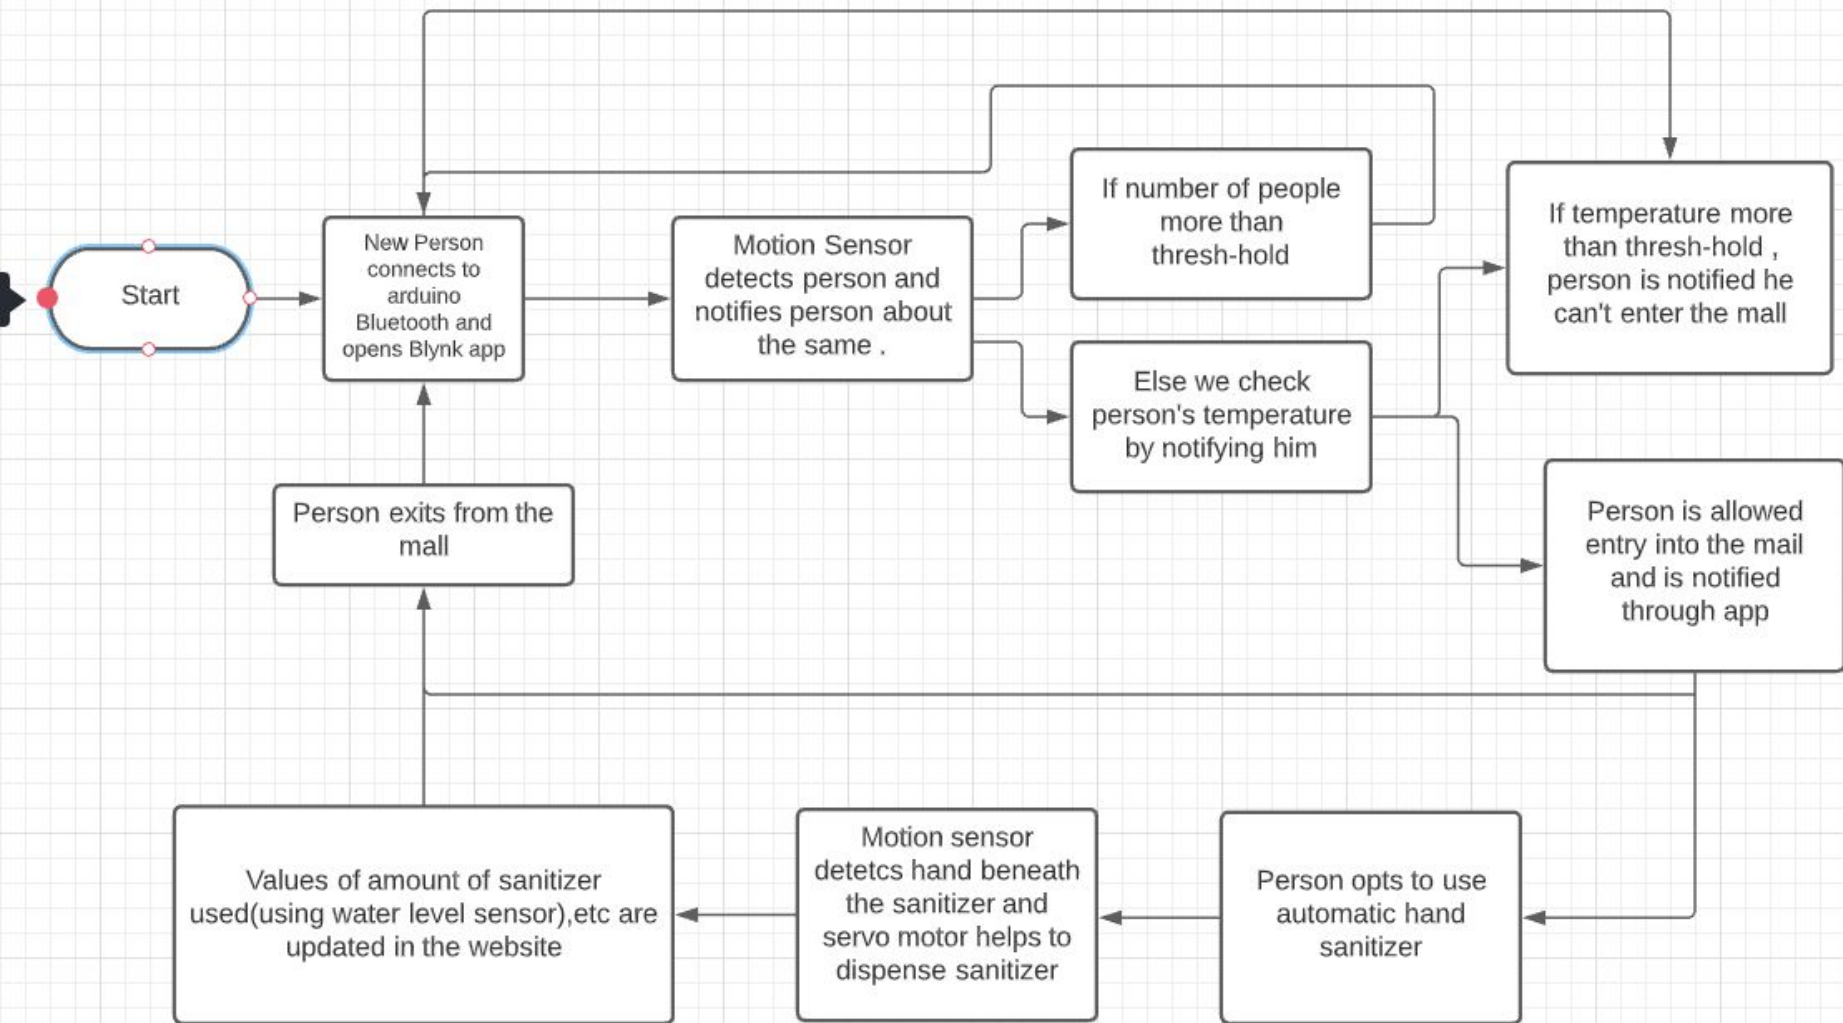 Start
New Person
connects to
arduino
Bluetooth and
opens Blynk app
Motion Sensor
detects person and
notifies person about
the same .
If number of people
more than
thresh-hold
Else we check
person's temperature
by notifying him
If temperature more
than thresh-hold ,
person is notified he
can't enter the mall
Person is allowed
entry into the mail
and is notified
through app
Person exits from the
mall
Values of amount of sanitizer
used(using water level sensor),etc are
updated in the website
Motion sensor
detetcs hand beneath
the sanitizer and
servo motor helps to
dispense sanitizer
Person opts to use
automatic hand
sanitizer